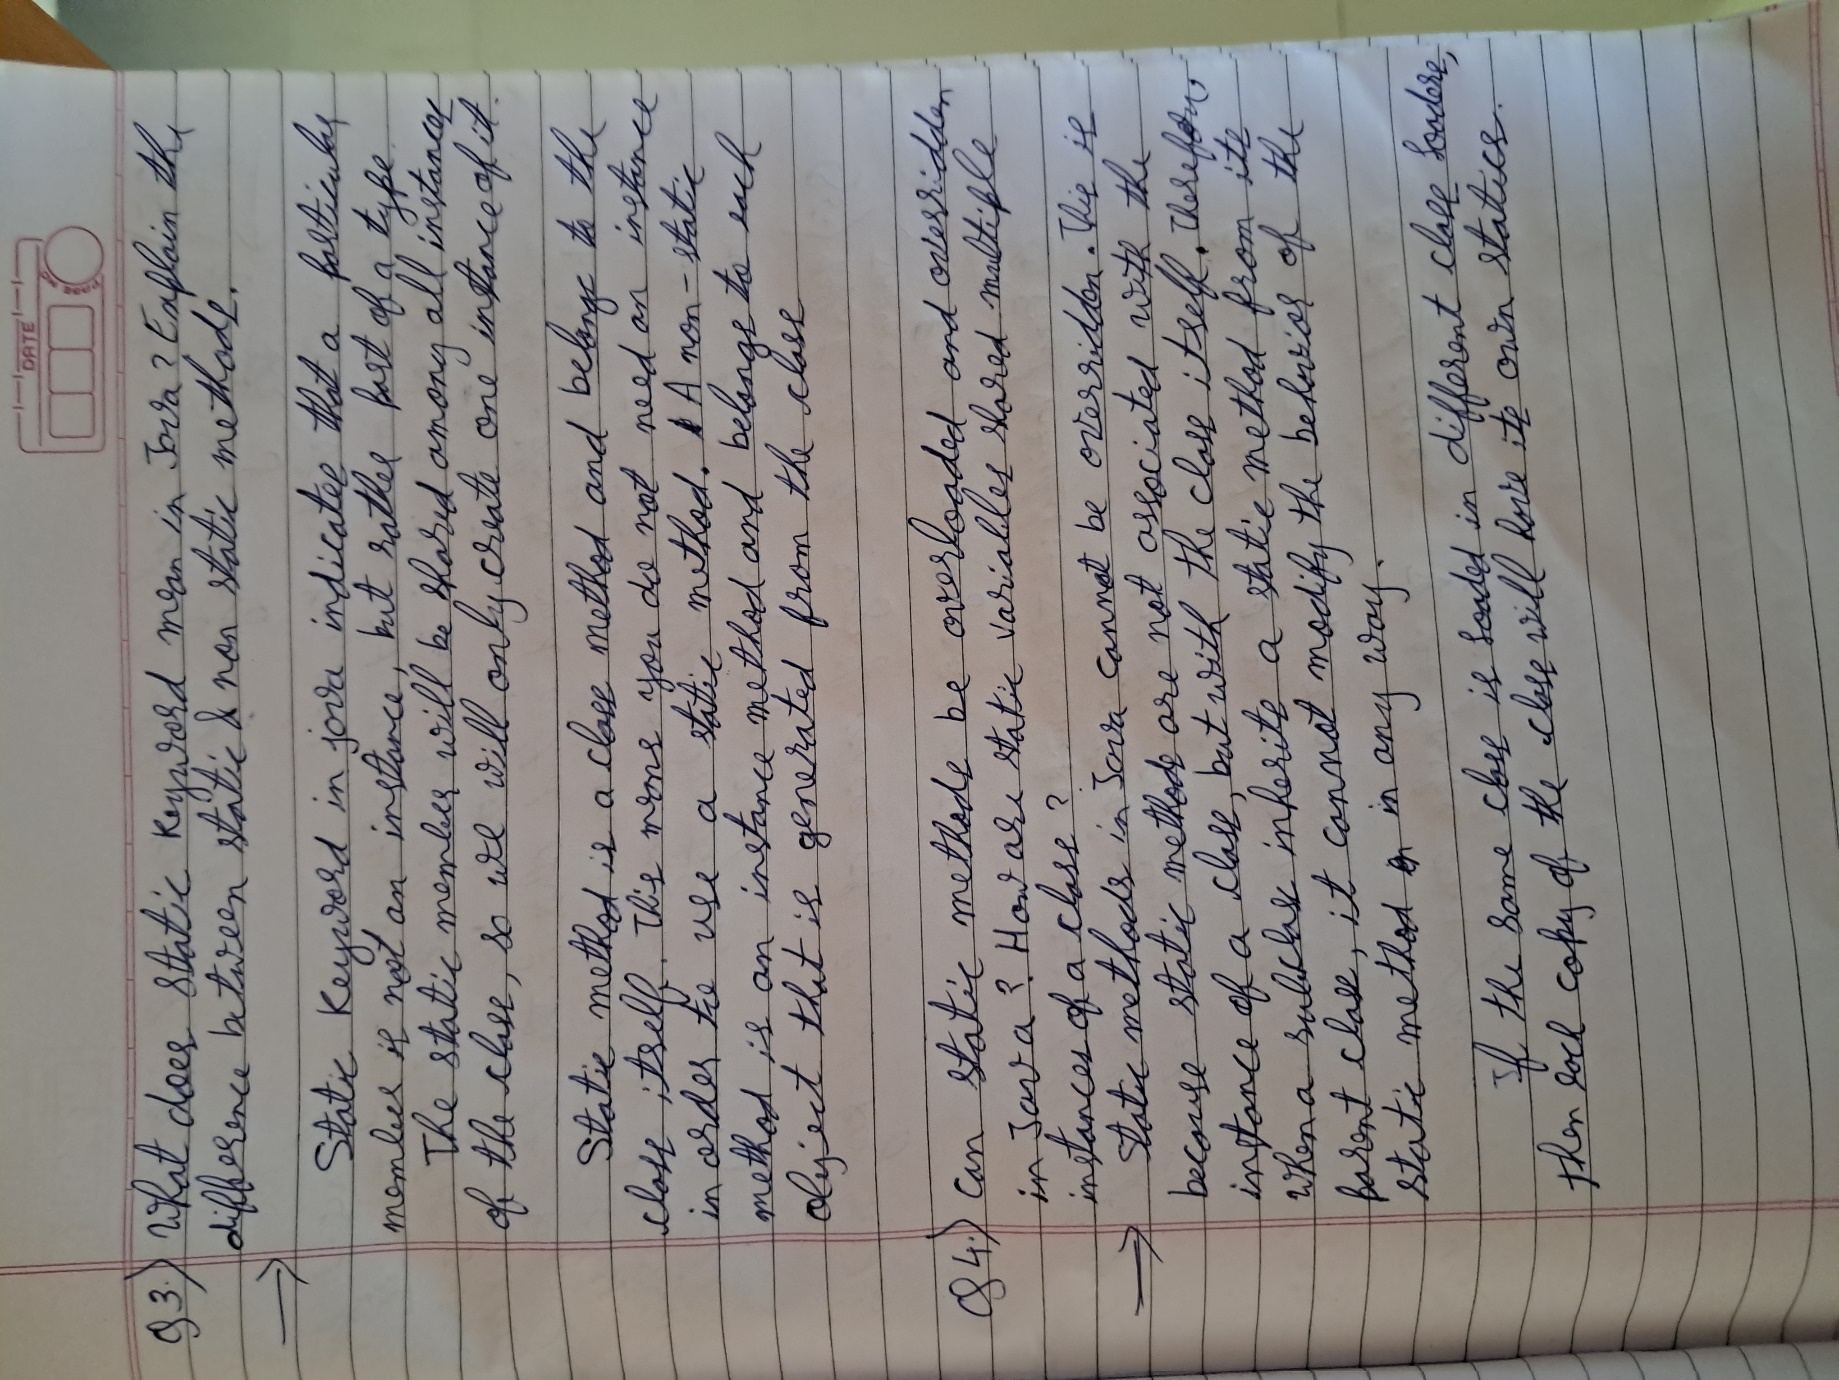 DATE
Q3.) What does static Keyword mean in Java? Explain the
difference between static & non static methods.
→ Static Keyword in java indicates that a particular
member is not an instance, but rather part of a type.
The static member will be shared among all instances
of the class, so we will only create one instance of it.
Static method is a class method and belongs to the
class itself. This means you do not need an instance
in order to use a static method. A non-static
method is an instance method and belongs to each
object that is generated from the class
Q4.) Can static methods be overloaded and overridden
in Java? How are static variables shared multiple
instances of a class?
→ Static methods in Java cannot be overridden. This is
because static methods are not associated with the
instance of a class, but with the class itself. Therefore,
when a subclass inherits a static method from its
parent class, it cannot modify the behavior of the
static method in any way.
If the same class is loaded in different class loaders,
then each copy of the class will have its own statics.